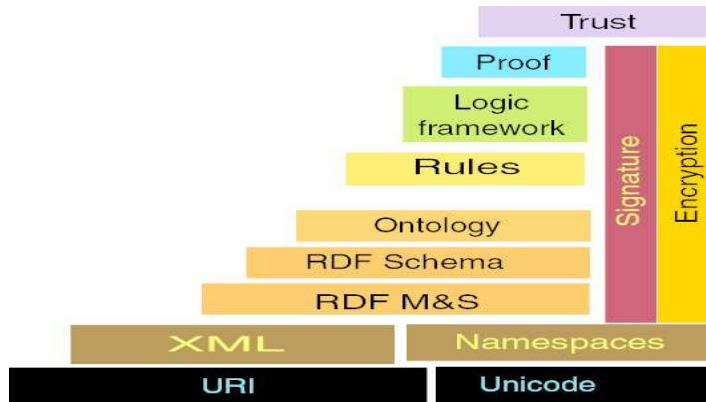 Trust
Proof
Logic
framework
Rules
Ontology
RDF Schema
RDF M&S
Signature
Encryption
XML
Namespaces
URI
Unicode